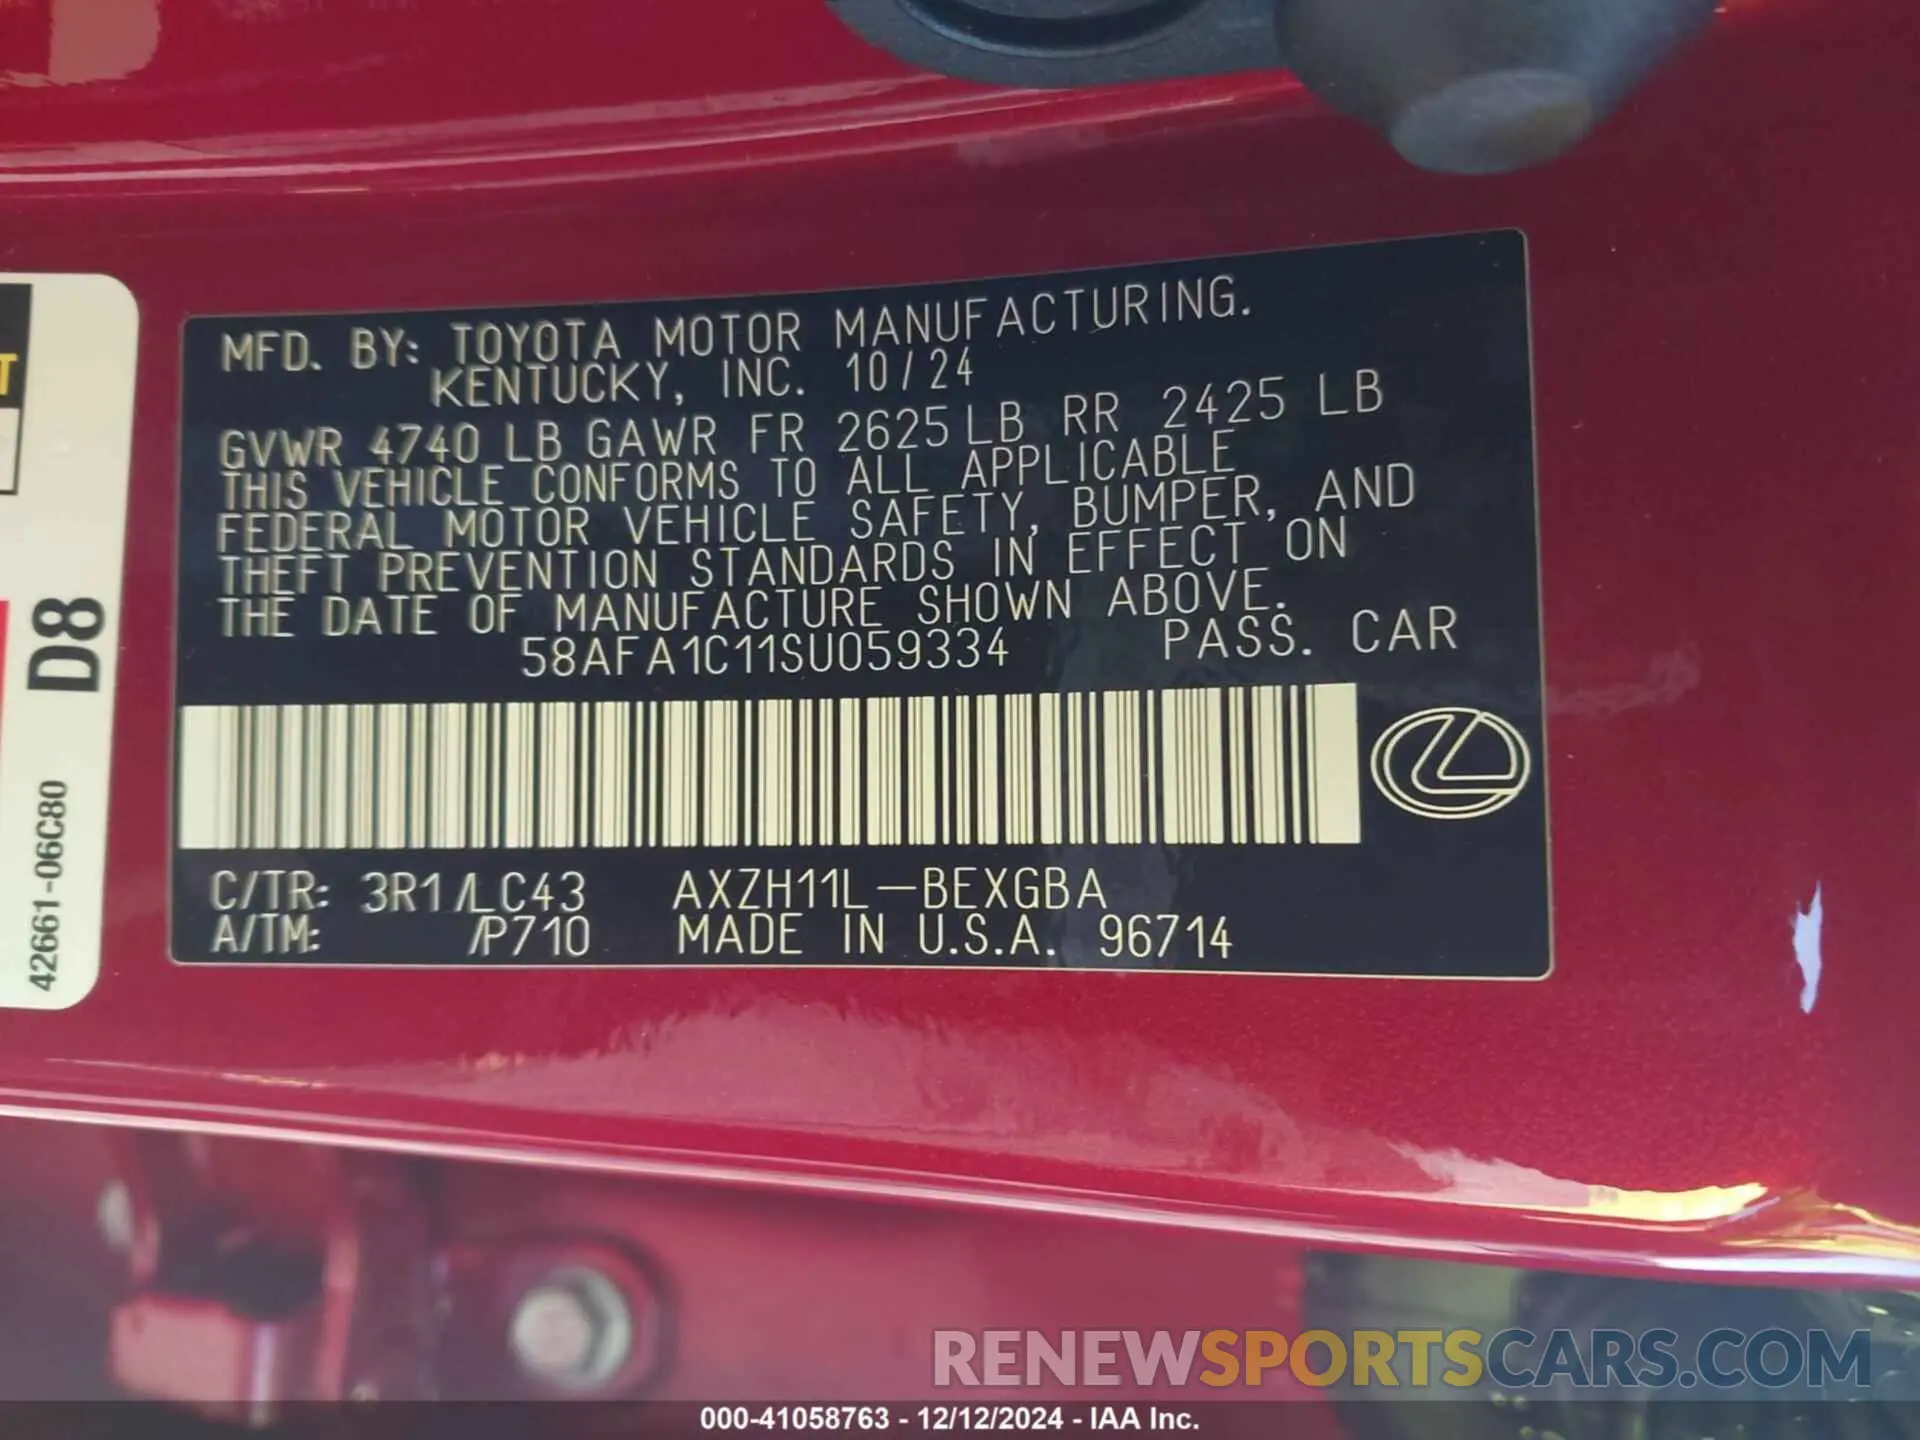 MFD. BY: TOYOTA MOTOR MANUFACTURING.
KENTUCKY, INC. 10/24
GVWR 4740 LB GAWR FR 2625 LB RR 2425 LB
THIS VEHICLE CONFORMS TO ALL APPLICABLE
FEDERAL MOTOR VEHICLE SAFETY, BUMPER, AND
THEFT PREVENTION STANDARDS IN EFFECT ON
THE DATE OF MANUFACTURE SHOWN ABOVE.
58AFA1C11SU059334 PASS. CAR
C/TR: 3R1/LC43 AXZH11L-BEXGBA
A/TM: /P710 MADE IN U.S.A. 96714
T
D8
42661-06C80
RENEWSPORTSCARS.COM
000-41058763 - 12/12/2024 - IAA Inc.